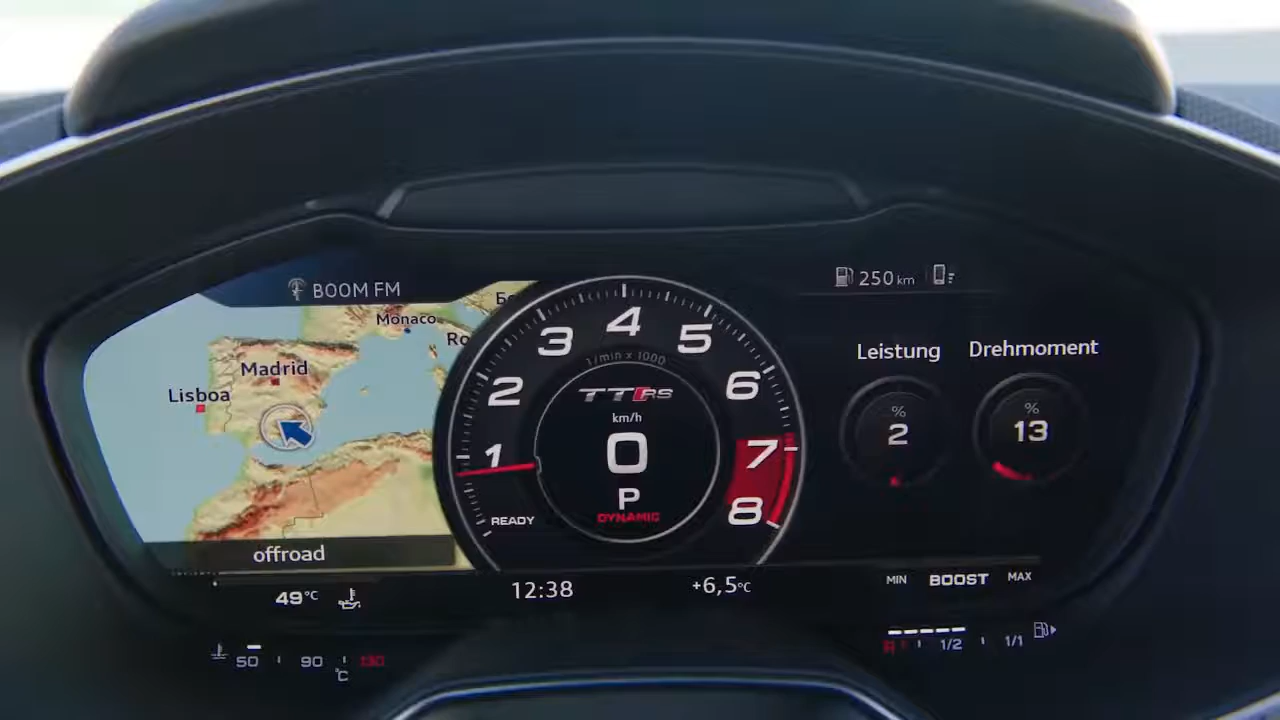 BOOM FM
250 km
Monaco
Madrid
Lisboa
offroad
1
2
3
4
5
6
7
8
1/min x 1000
TTRS
km/h
0
P
DYNAMIC
READY
Leistung
Drehmoment
%
2
%
13
49°C
12:38
+6,5°C
MIN BOOST MAX
50 90 130
°C
R 1/2 1/1